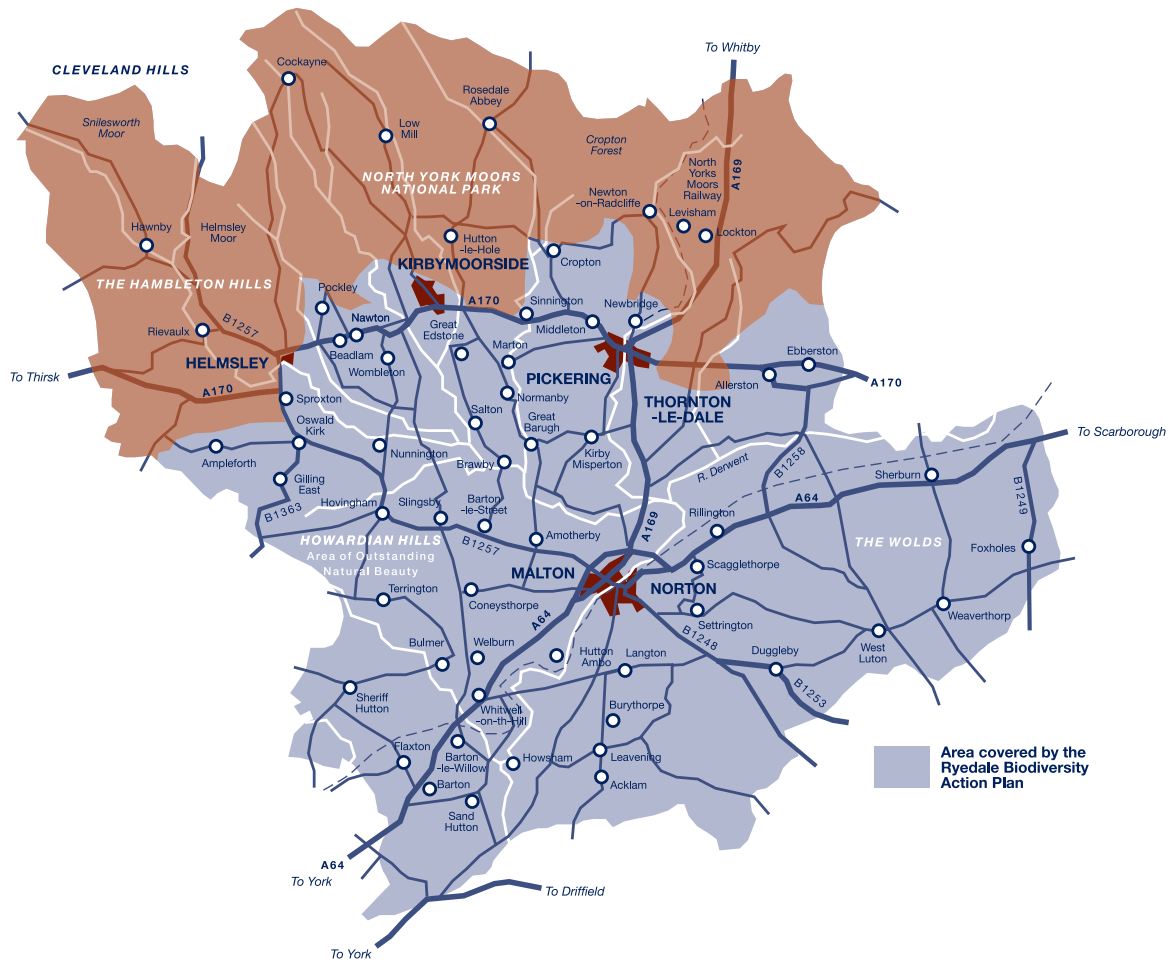 To Whitby
Cockayne
CLEVELAND HILLS
Rosedale
Abbey
Snilesworth
Moor
Low
Mill
Cropton
Forest
North
Yorks
Moors
Railway
A169
NORTH YORK MOORS
NATIONAL PARK
Newton
-on-Radcliffe
Levisham
Lockton
Hawnby
Helmsley
Moor
Hutton
-le-Hole
Cropton
KIRBYMOORSIDE
THE HAMBLETON HILLS
Pockley
A170
Sinnington
Newbridge
B1257
Nawton
Great
Edstone
Middleton
Rievaulx
Beadlam
Marton
Ebberston
HELMSLEY
Wombleton
PICKERING
To Thirsk
A170
Allerston
A170
Sproxton
Normanby
THORNTON
-LE-DALE
Oswald
Kirk
Salton
Great
Barugh
To Scarborough
Ampleforth
Nunnington
Brawby
Kirby
Misperton
R. Derwent
B1258
Sherburn
Gilling
East
Hovingham
Slingsby
Barton
-le-Street
A64
B1249
B1363
Rillington
HOWARDIAN HILLS
Area of Outstanding
Natural Beauty
B1257
Amotherby
A169
THE WOLDS
Foxholes
MALTON
Scagglethorpe
Terrington
Coneysthorpe
NORTON
Weaverthorp
A64
Settrington
Bulmer
Welburn
Hutton
Ambo
Langton
B1248
Duggleby
West
Luton
Sheriff
Hutton
Whitwell
-on-th-Hill
Burythorpe
B1253
Flaxton
Barton
-le-Willow
Howsham
Leavening
Area covered by the
Ryedale Biodiversity
Action Plan
Barton
Acklam
Sand
Hutton
A64
To York
To Driffield
To York